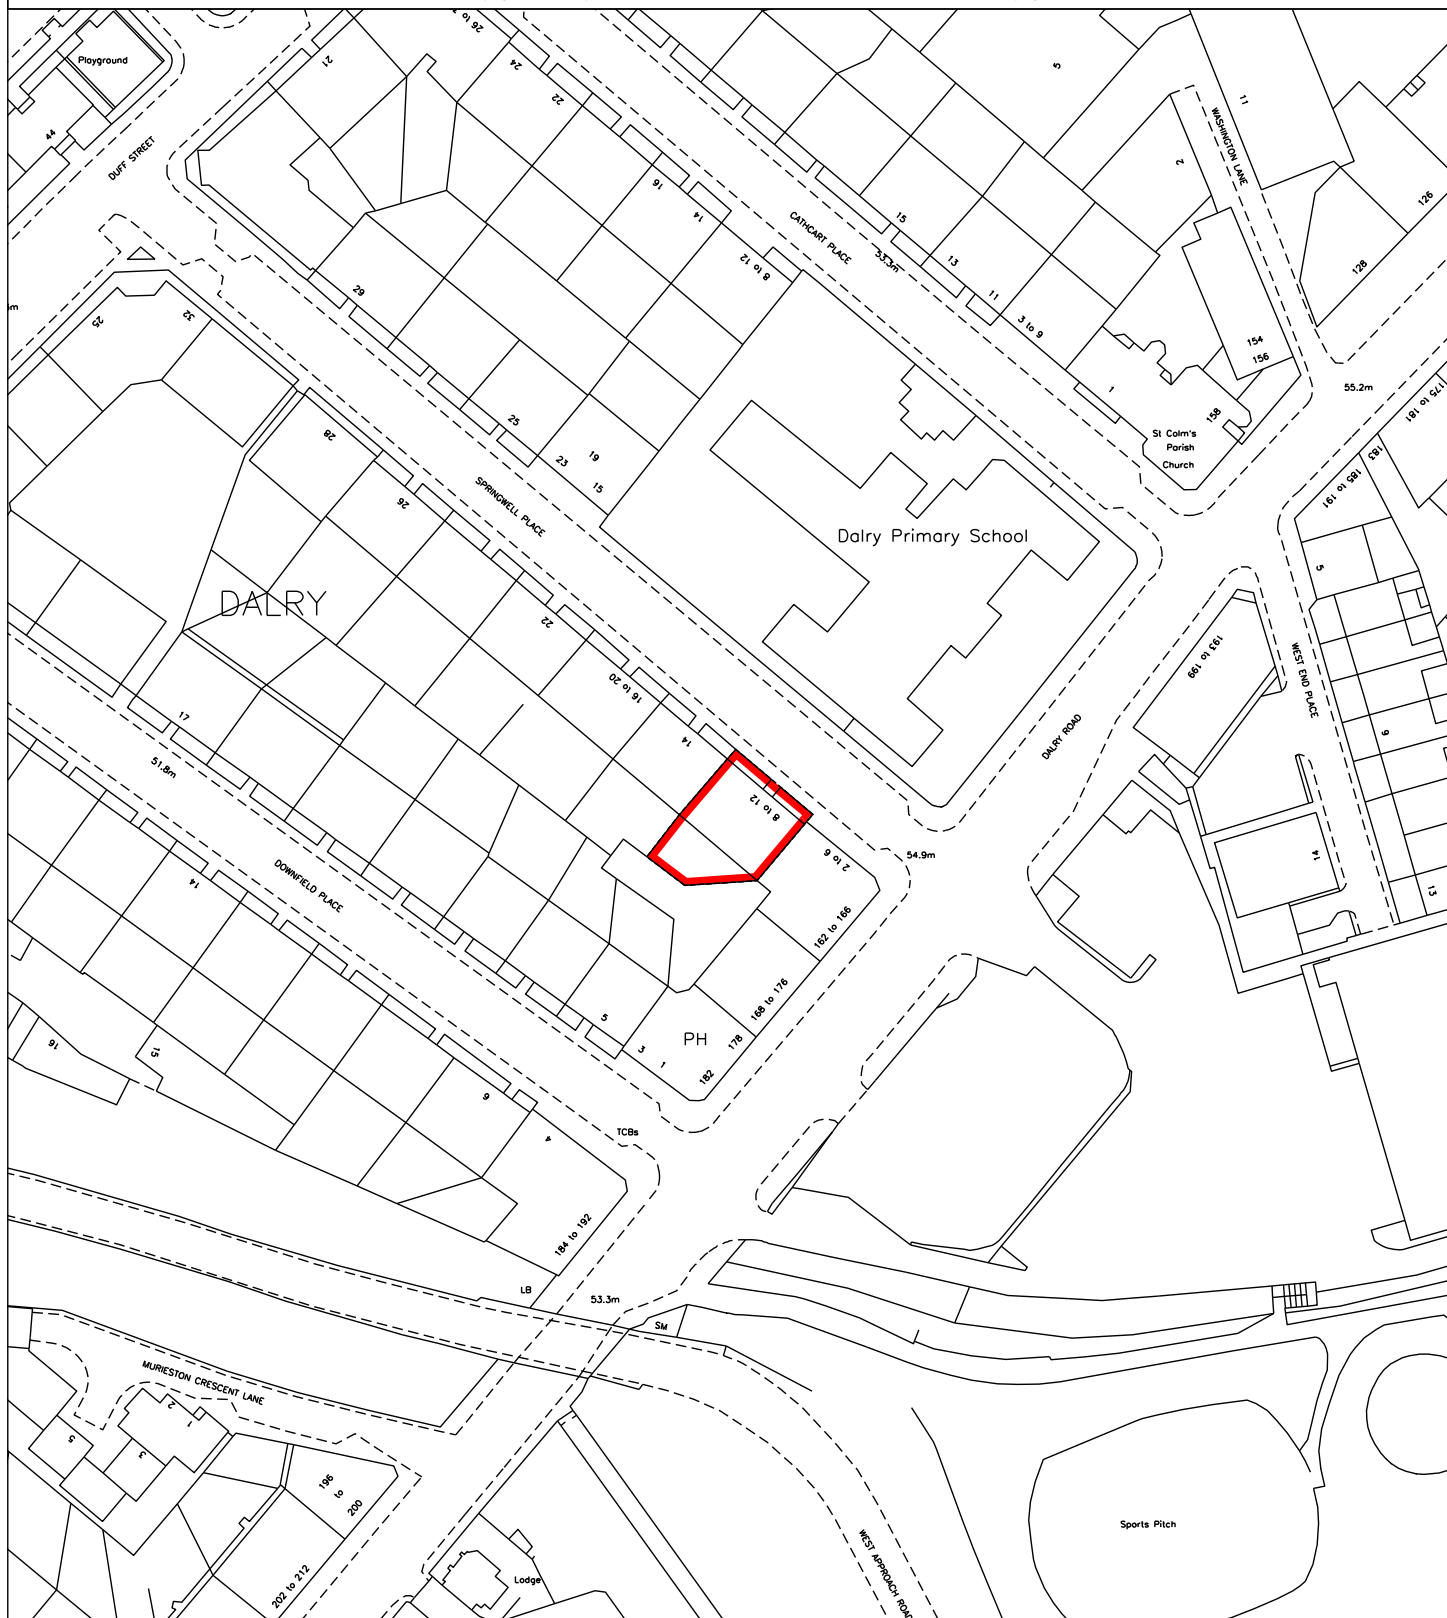 Playground
44
DUFF STREET
21
26
24
22
16
14
8 to 12
CATHCART PLACE
53.3m
15
13
11
3 to 9
1
5
2
11
WASHINGTON LANE
126
128
154
156
158
St Colm's
Parish
Church
55.2m
175 to 181
183
185 to 191
5
9
13
14
WEST END PLACE
193 to 199
DALRY ROAD
Dalry Primary School
29
25
23
19
15
SPRINGWELL PLACE
25
32
28
26
22
16 to 20
14
8 to 12
2 to 6
54.9m
162 to 166
168 to 176
178
182
PH
1
3
5
DALRY
17
51.8m
DOWNFIELD PLACE
14
16
15
6
4
TCBs
184 to 192
LB
53.3m
SM
MURIESTON CRESCENT LANE
2
1
3
5
196
to
200
202 to 212
Lodge
WEST APPROACH ROAD
Sports Pitch